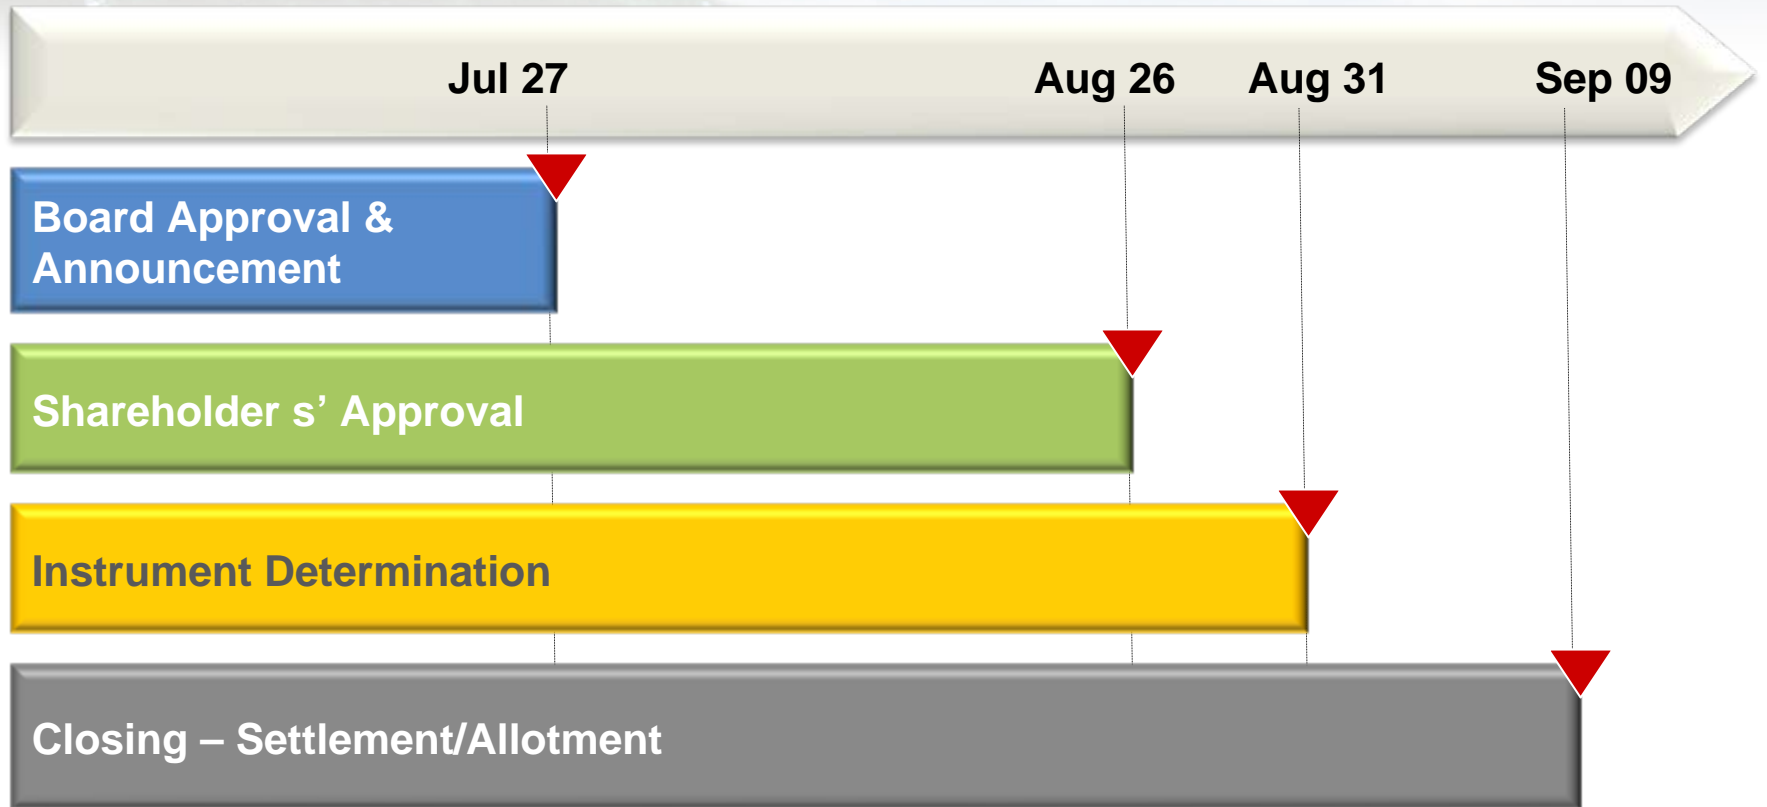 Jul 27 Aug 26 Aug 31 Sep 09
Board Approval &
Announcement
Shareholder s’ Approval
Instrument Determination
Closing – Settlement/Allotment